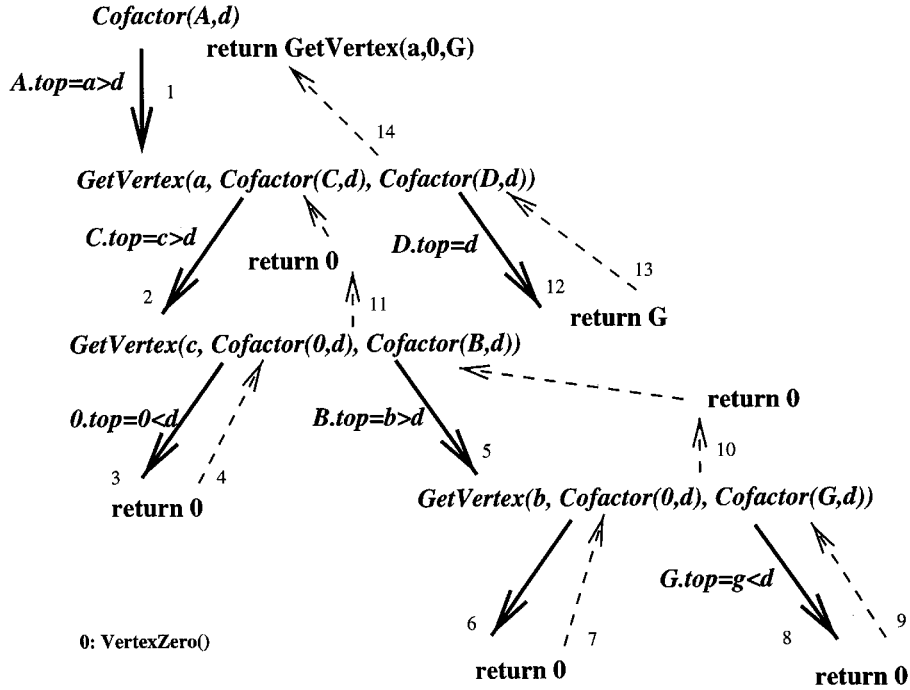 Cofactor(A,d)
return GetVertex(a,0,G)
A.top=a>d
1
14
GetVertex(a, Cofactor(C,d), Cofactor(D,d))
C.top=c>d
return 0
D.top=d
2
11
12
13
return G
GetVertex(c, Cofactor(0,d), Cofactor(B,d))
0.top=0<d
B.top=b>d
return 0
3
4
5
10
return 0
GetVertex(b, Cofactor(0,d), Cofactor(G,d))
G.top=g<d
6
7
8
9
0: VertexZero()
return 0
return 0